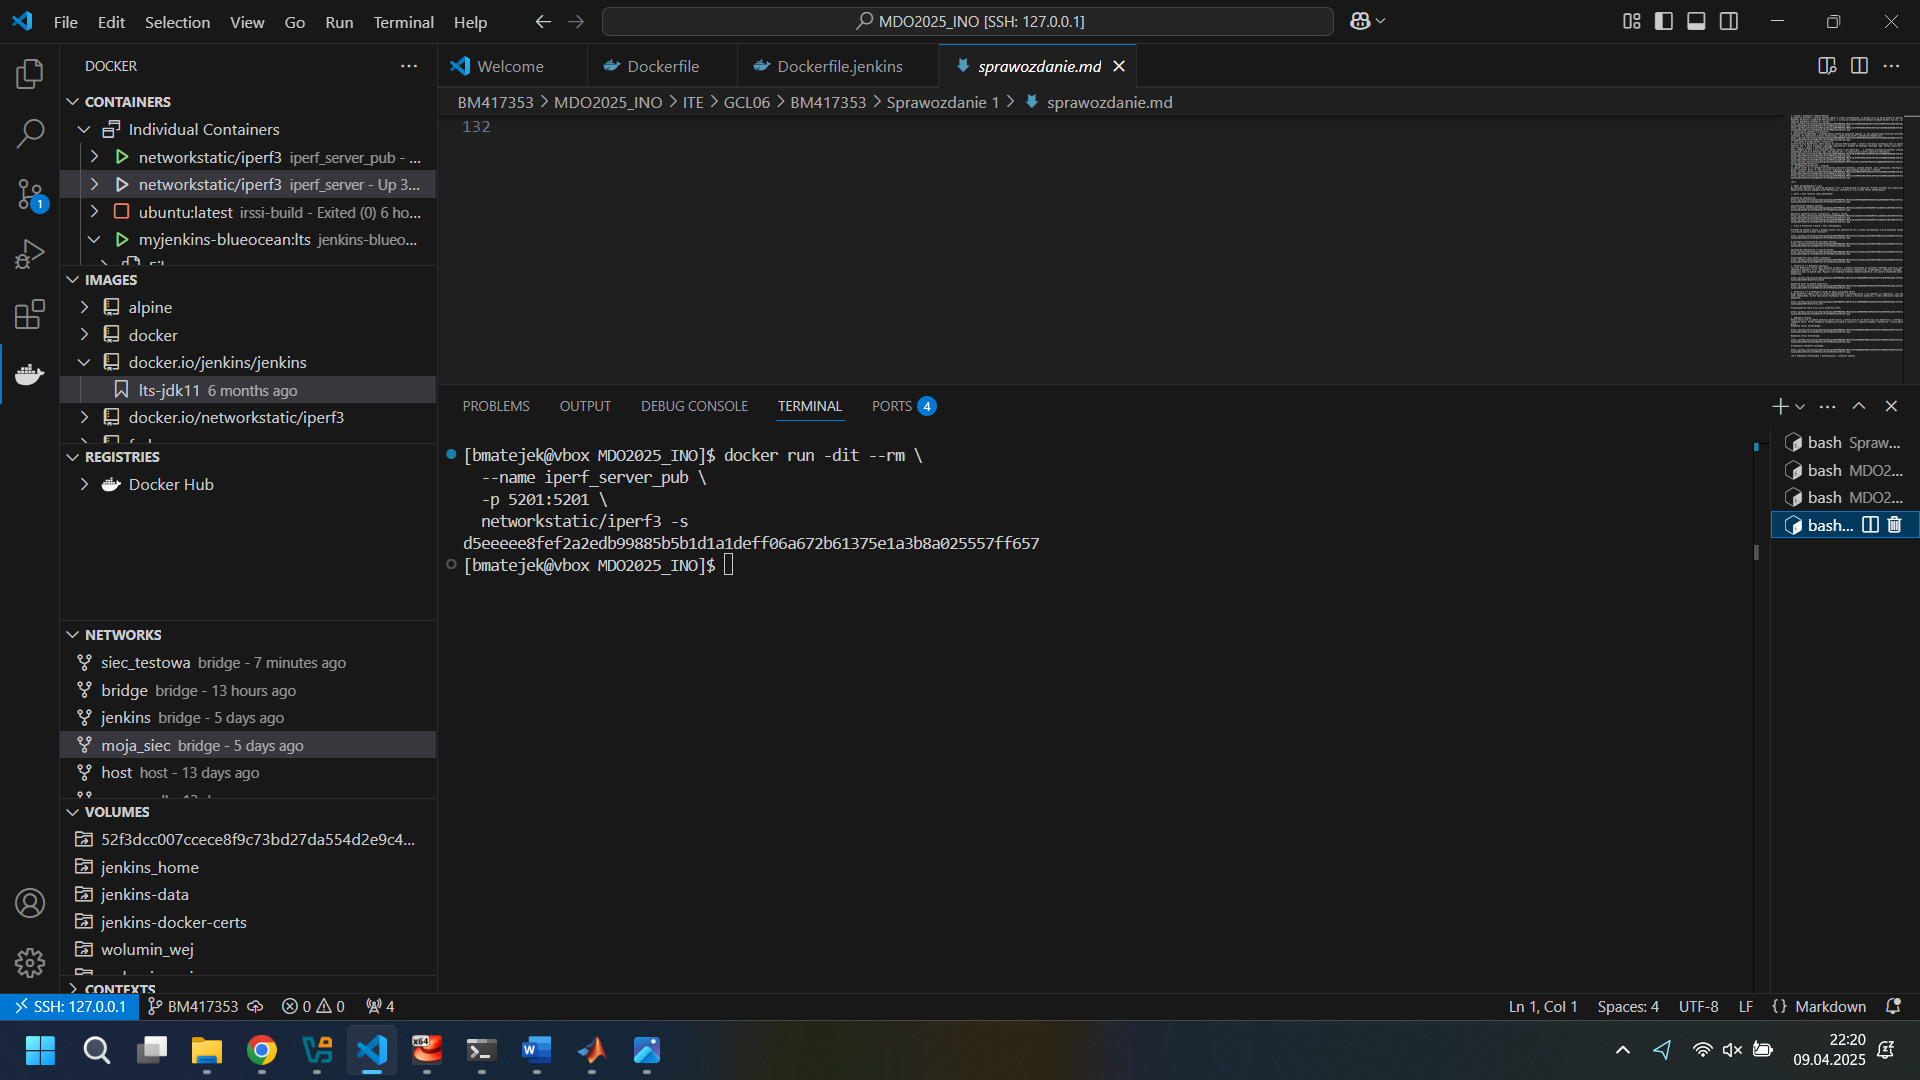 File Edit Selection View Go Run Terminal Help
MDO2025_INO [SSH: 127.0.0.1]
DOCKER
CONTAINERS
Individual Containers
networkstatic/iperf3 iperf_server_pub - ...
networkstatic/iperf3 iperf_server - Up 3...
ubuntu:latest irssi-build - Exited (0) 6 ho...
myjenkins-blueocean:lts jenkins-blueo...
IMAGES
alpine
docker
docker.io/jenkins/jenkins
lts-jdk11 6 months ago
docker.io/networkstatic/iperf3
REGISTRIES
Docker Hub
NETWORKS
siec_testowa bridge - 7 minutes ago
bridge bridge - 13 hours ago
jenkins bridge - 5 days ago
moja_siec bridge - 5 days ago
host host - 13 days ago
VOLUMES
52f3dcc007ccece8f9c73bd27da554d2e9c4...
jenkins_home
jenkins-data
jenkins-docker-certs
wolumin_wej
CONTEXTS
Welcome Dockerfile Dockerfile.jenkins sprawozdanie.md
BM417353 > MDO2025_INO > ITE > GCL06 > BM417353 > Sprawozdanie 1 > sprawozdanie.md
132
PROBLEMS OUTPUT DEBUG CONSOLE TERMINAL PORTS 4
[bmatejek@vbox MDO2025_INO]$ docker run -dit --rm \
--name iperf_server_pub \
-p 5201:5201 \
networkstatic/iperf3 -s
d5eeeee8fef2a2edb99885b5b1d1a1deff06a672b61375e1a3b8a025557ff657
[bmatejek@vbox MDO2025_INO]$
bash Spraw...
bash MDO2...
bash MDO2...
bash...
1
SSH: 127.0.0.1 BM417353 0 0 4
Ln 1, Col 1 Spaces: 4 UTF-8 LF {} Markdown
x64
22:20
09.04.2025